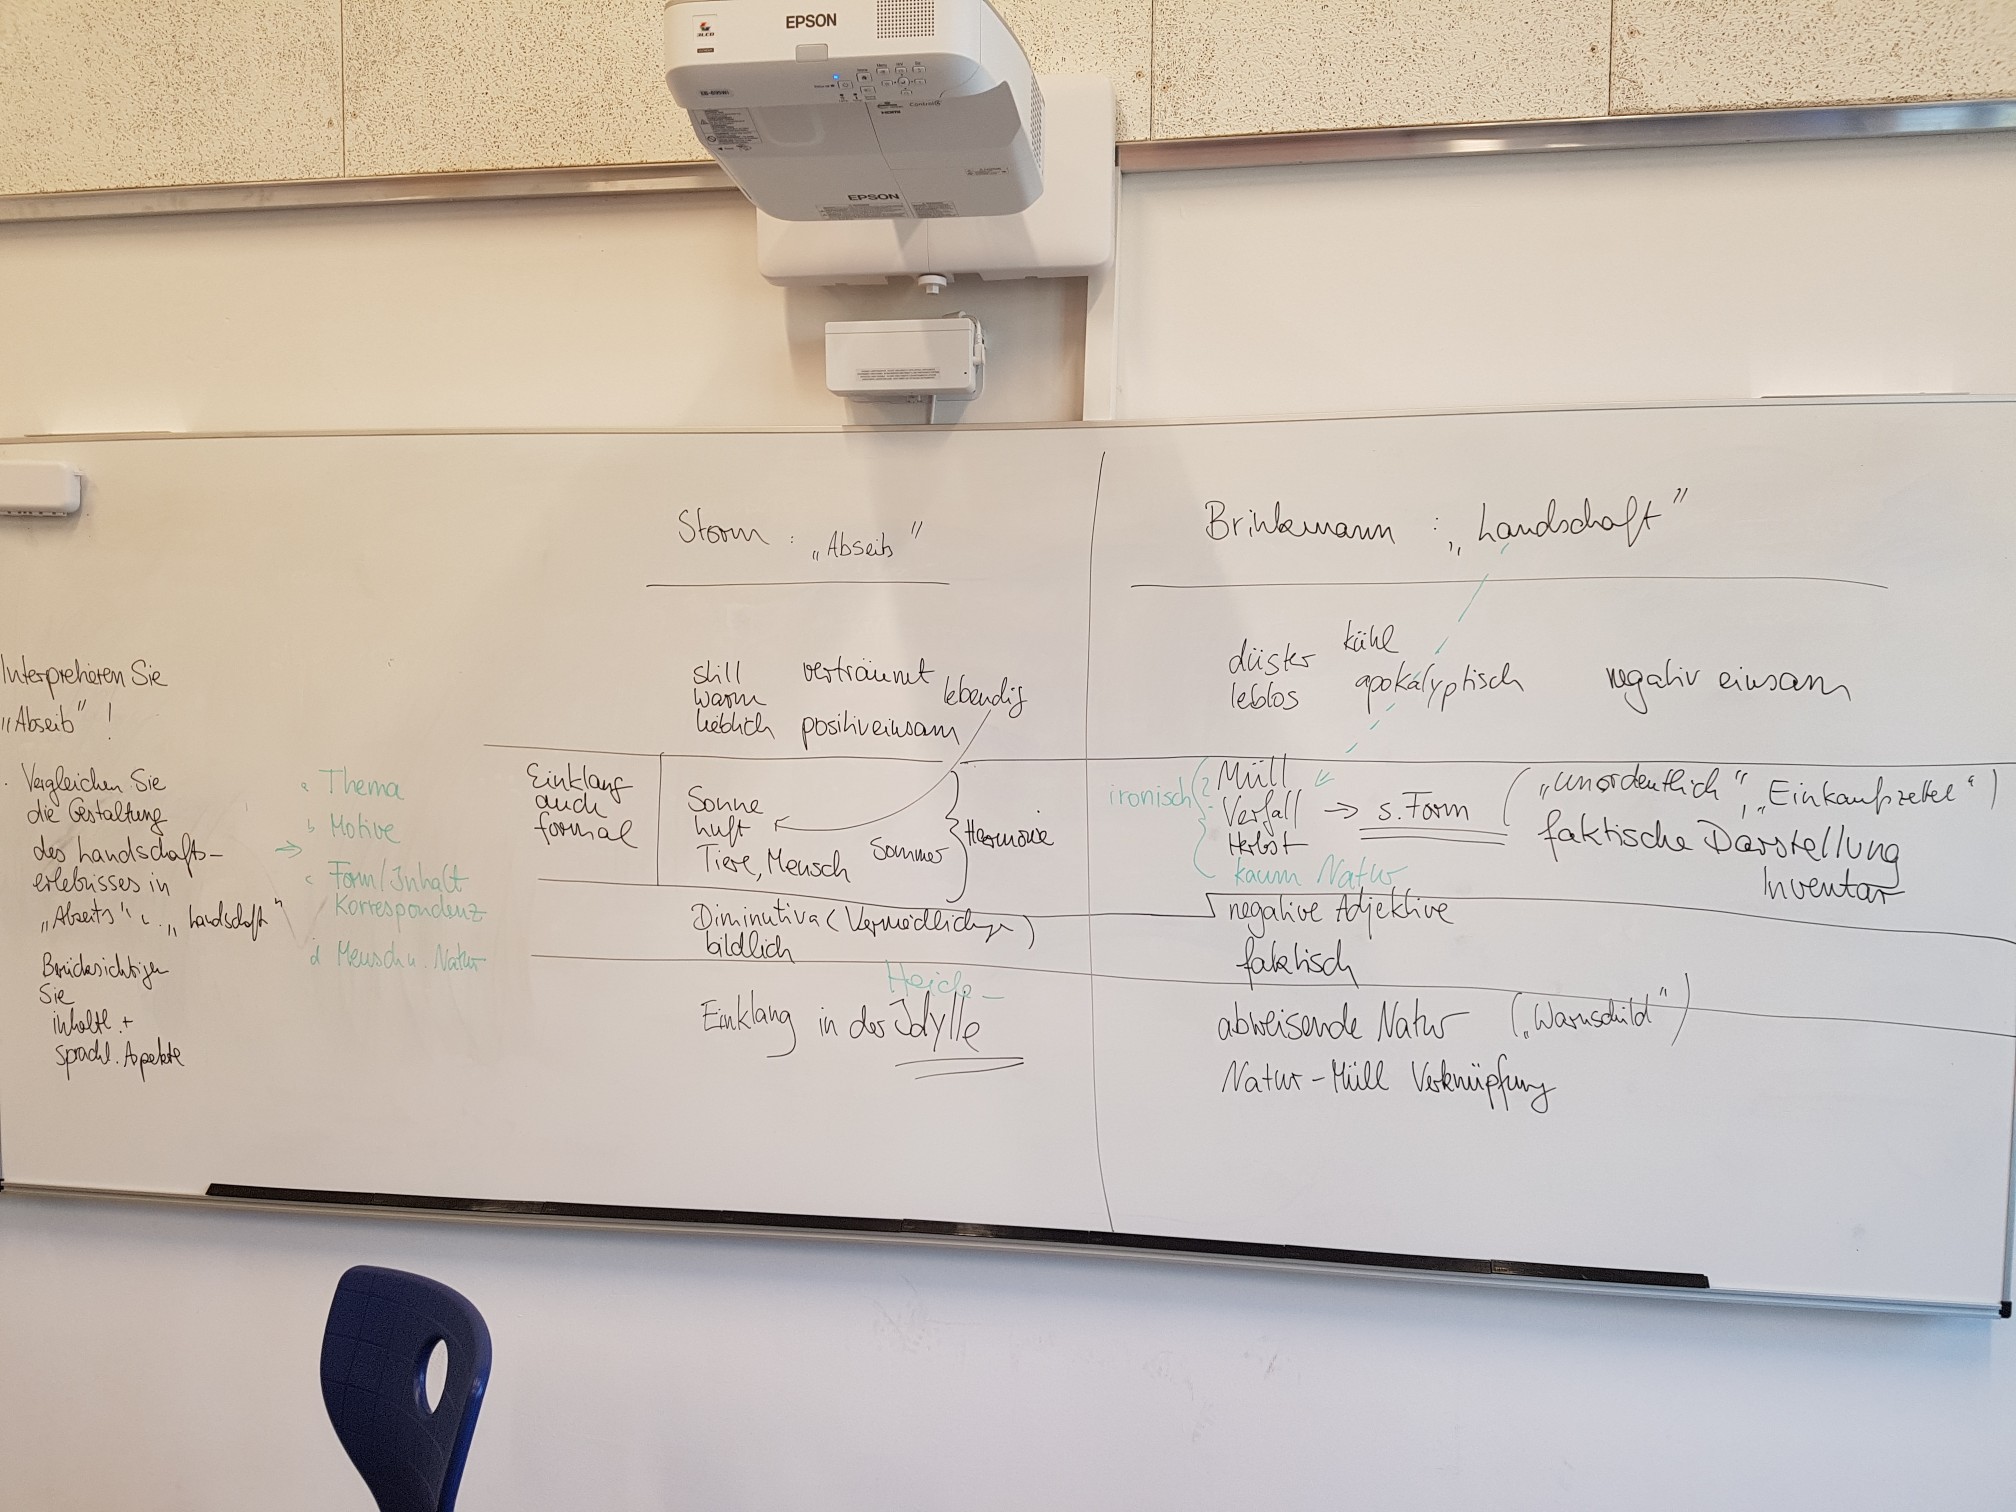 EPSON
EPSON
Storm : „Abseits"
Brinkmann : „Landschaft"
Interpretieren Sie
„Abseits" !
· Vergleichen Sie
die Gestaltung
des Landschafts-
erlebnisses in
„Abseits" u. „Landschaft"
Berücksichtigen
Sie
inhaltl. +
sprachl. Aspekte
a Thema
b Motive
c Form/Inhalt
Korrespondenz
d Mensch u. Natur
still verträumt
warm lebendig
lieblich positiv einsam
Einklang
auch
formal
Sonne
Luft
Tiere, Mensch Sommer
Harmonie
Diminutiva (Verniedlichung)
bildlich
Heide-
Einklang in der Idylle
düster kühl
leblos apokalyptisch negativ einsam
ironisch ?
Müll
Verfall → s. Form („unordentlich", „Einkaufszettel")
Herbst
kaum Natur
faktische Darstellung
Inventar
negative Adjektive
faktisch
abweisende Natur („Warnschild")
Natur-Müll Verknüpfung